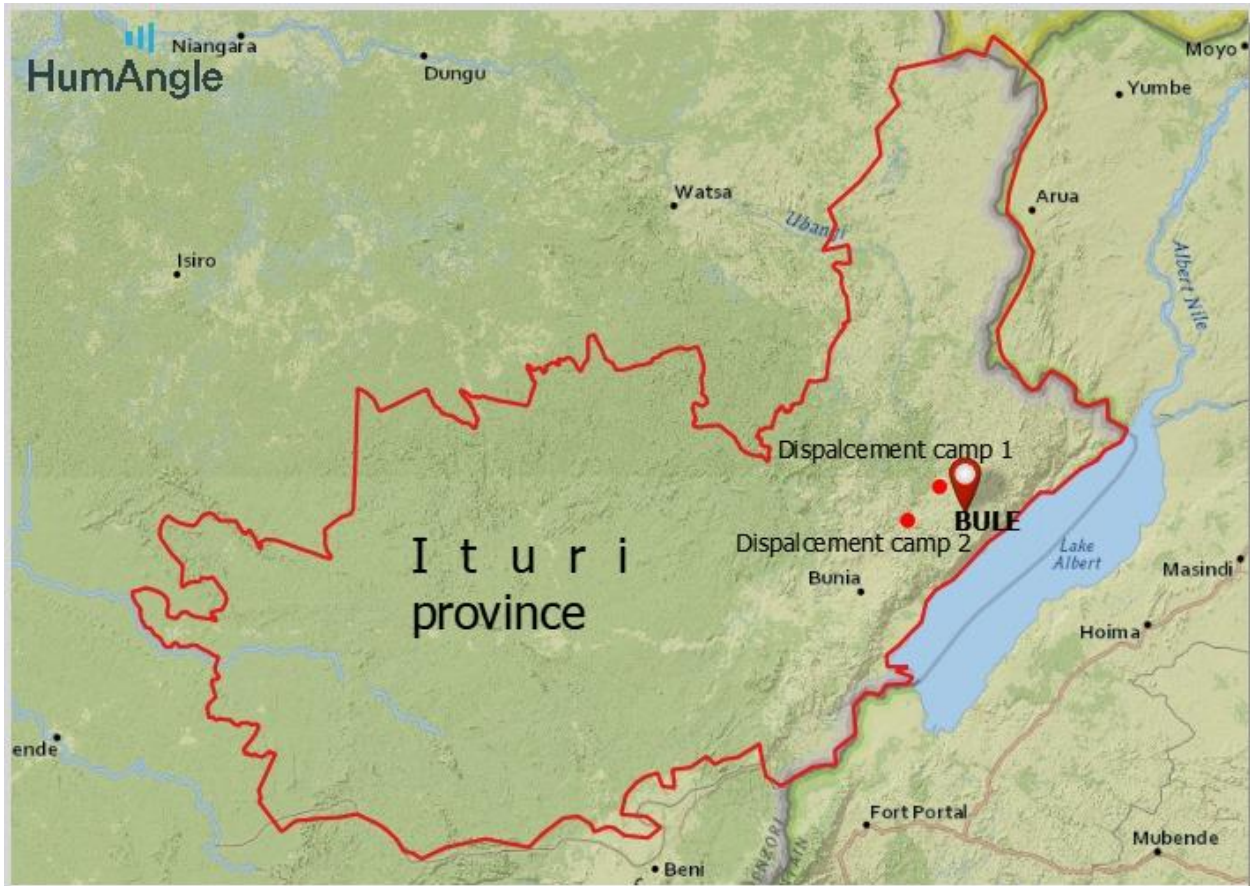 Niangara
HumAngle
Dungu
Moyo
Yumbe
Watsa
Arua
Ubangi
Isiro
Albert Nile
Dispalcement camp 1
BULE
Dispalcement camp 2
Ituri
province
Lake
Albert
Bunia
Masindi
Hoima
ende
Fort Portal
Mubende
Beni